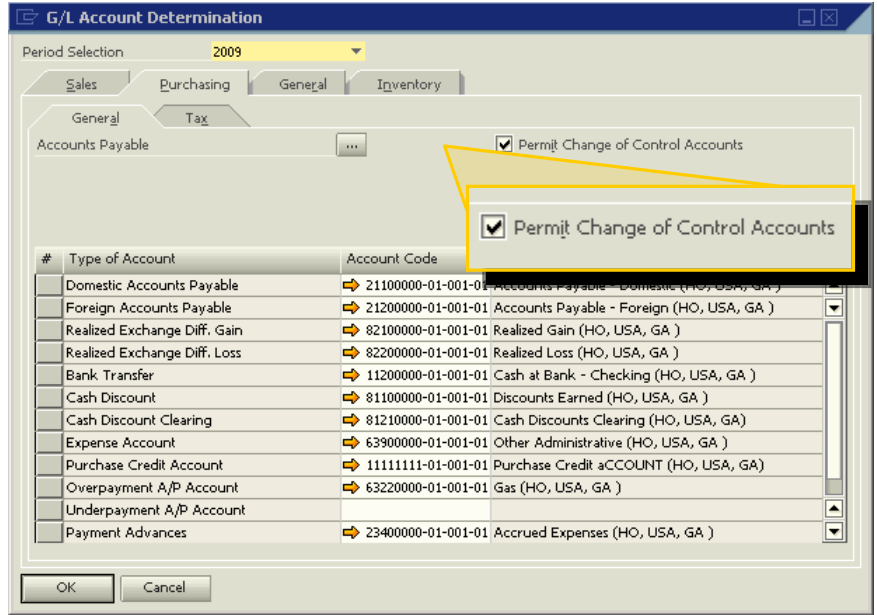 G/L Account Determination
Period Selection 2009
Sales Purchasing General Inventory
General Tax
Accounts Payable ... Permit Change of Control Accounts
Permit Change of Control Accounts
# Type of Account Account Code
Domestic Accounts Payable 21100000-01-001-01 Accounts Payable - Domestic (HO, USA, GA )
Foreign Accounts Payable 21200000-01-001-01 Accounts Payable - Foreign (HO, USA, GA )
Realized Exchange Diff. Gain 82100000-01-001-01 Realized Gain (HO, USA, GA )
Realized Exchange Diff. Loss 82200000-01-001-01 Realized Loss (HO, USA, GA )
Bank Transfer 11200000-01-001-01 Cash at Bank - Checking (HO, USA, GA )
Cash Discount 81100000-01-001-01 Discounts Earned (HO, USA, GA )
Cash Discount Clearing 81210000-01-001-01 Cash Discounts Clearing (HO, USA, GA)
Expense Account 63900000-01-001-01 Other Administrative (HO, USA, GA )
Purchase Credit Account 11111111-01-001-01 Purchase Credit aCCOUNT (HO, USA, GA)
Overpayment A/P Account 63220000-01-001-01 Gas (HO, USA, GA )
Underpayment A/P Account
Payment Advances 23400000-01-001-01 Accrued Expenses (HO, USA, GA )
OK Cancel